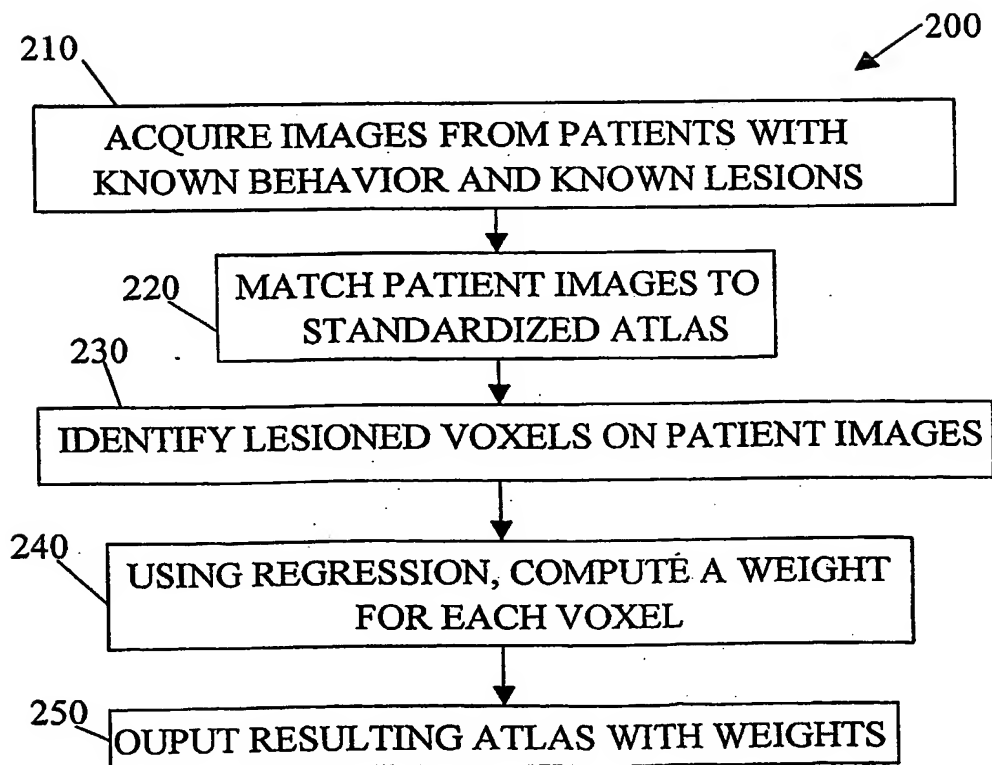 200
210
ACQUIRE IMAGES FROM PATIENTS WITH
KNOWN BEHAVIOR AND KNOWN LESIONS
220
MATCH PATIENT IMAGES TO
STANDARDIZED ATLAS
230
IDENTIFY LESIONED VOXELS ON PATIENT IMAGES
240
USING REGRESSION, COMPUTE A WEIGHT
FOR EACH VOXEL
250
OUPUT RESULTING ATLAS WITH WEIGHTS